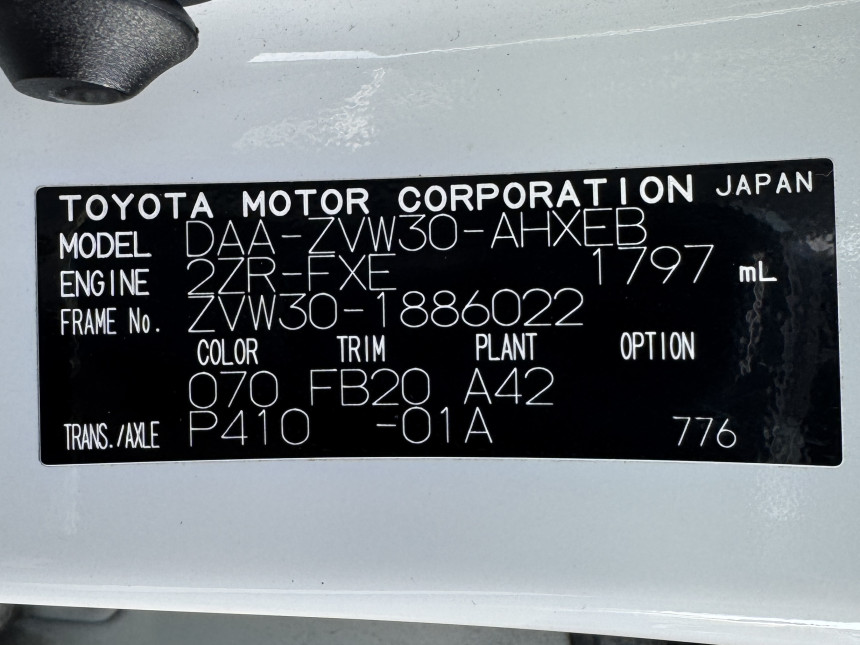 TOYOTA MOTOR CORPORATION JAPAN
MODEL DAA-ZVW30-AHXEB
ENGINE 2ZR-FXE 1797 mL
FRAME No. ZVW30-1886022
COLOR TRIM PLANT OPTION
070 FB20 A42
TRANS./AXLE P410 -01A 776